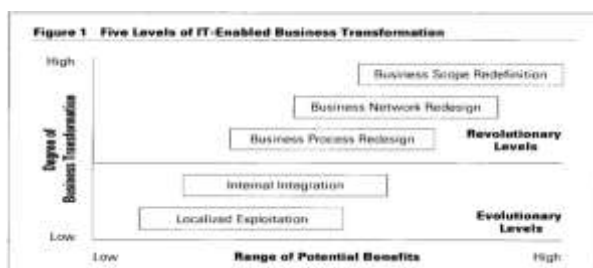 Figure 1 Five Levels of IT-Enabled Business Transformation
High
Business Scope Redefinition
Business Network Redesign
Business Process Redesign
Revolutionary
Levels
Degree of
Business Transformation
Internal Integration
Localized Exploitation
Evolutionary
Levels
Low
Low
Range of Potential Benefits
High